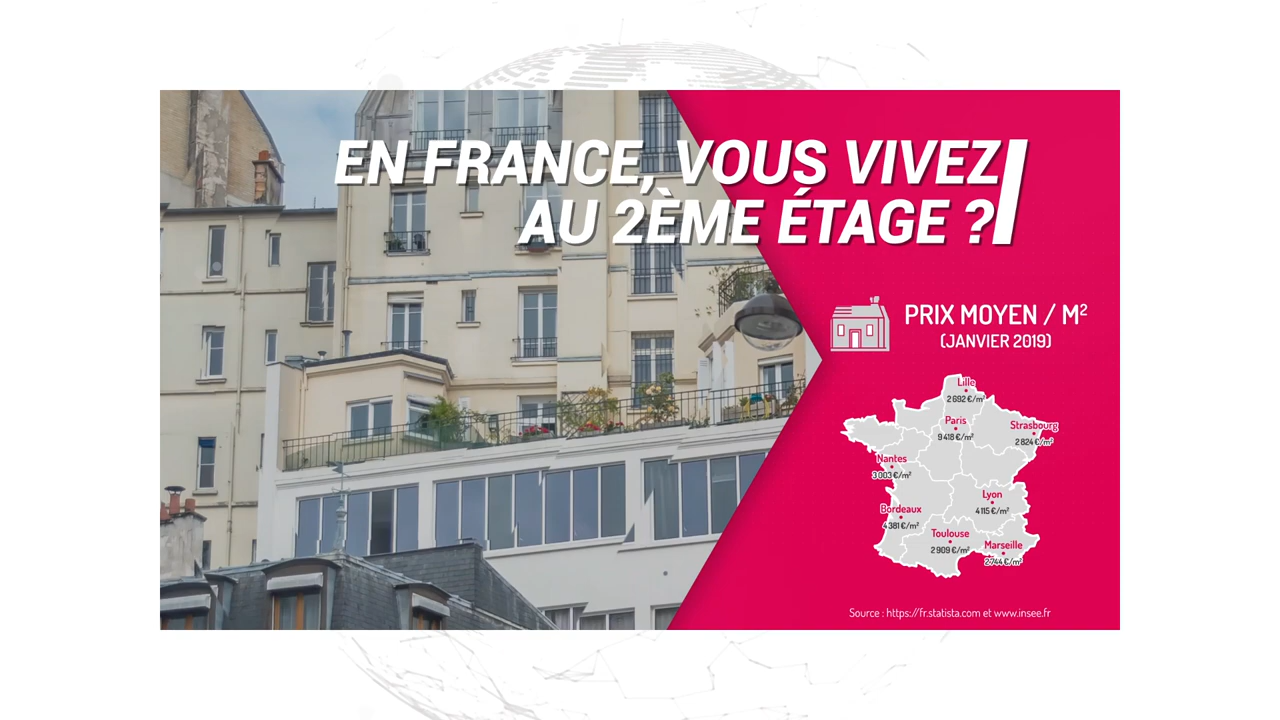 EN FRANCE, VOUS VIVEZ
AU 2ÈME ÉTAGE ?
PRIX MOYEN / M²
(JANVIER 2019)
Lille
2 692 €/m²
Paris
9 418 €/m²
Strasbourg
2 824 €/m²
Nantes
3 003 €/m²
Lyon
4 115 €/m²
Bordeaux
4 381 €/m²
Toulouse
2 909 €/m²
Marseille
2 744 €/m²
Source : https://fr.statista.com et www.insee.fr